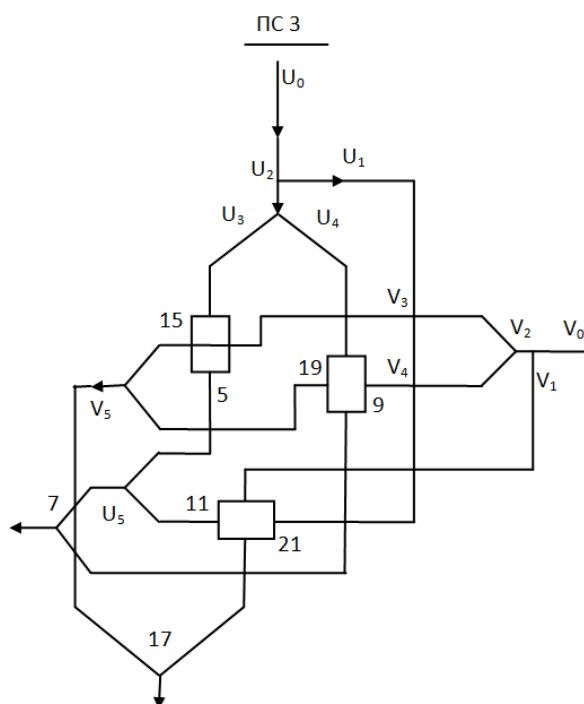 ПС 3
U₀
U₁
U₂
U₃ U₄
V₃
15
V₂ V₀
19 V₄ V₁
5 9
V₅
7 11
U₅
21
17